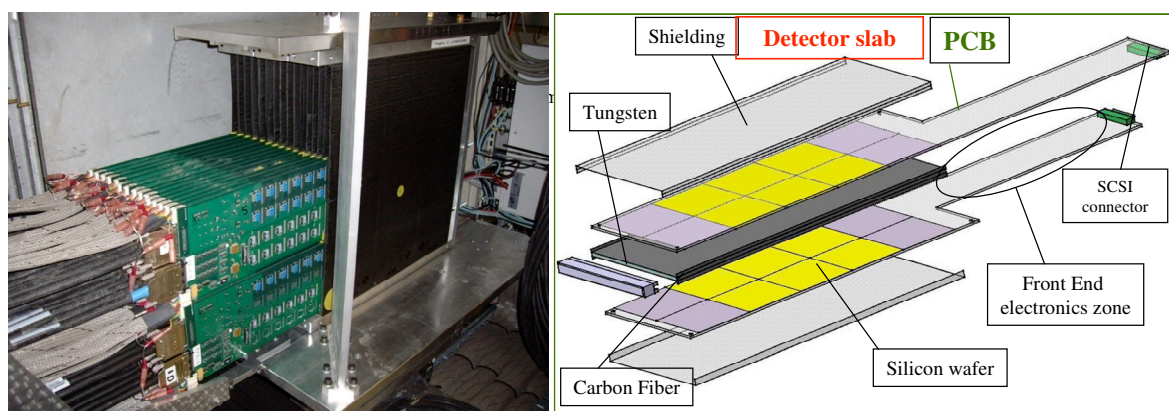 Shielding
Detector slab
PCB
Tungsten
SCSI
connector
Front End
electronics zone
Silicon wafer
Carbon Fiber